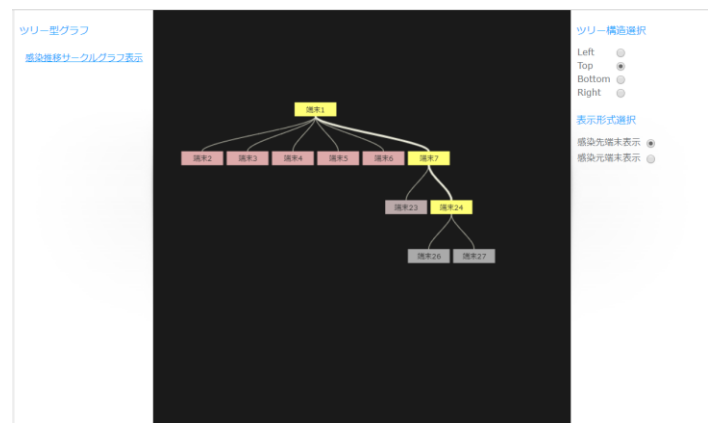 ツリー型グラフ
感染推移サークルグラフ表示
端末1
端末2 端末3 端末4 端末5 端末6 端末7
端末23 端末24
端末26 端末27
ツリー構造選択
Left
Top
Bottom
Right
表示形式選択
感染先端末表示
感染元端末表示